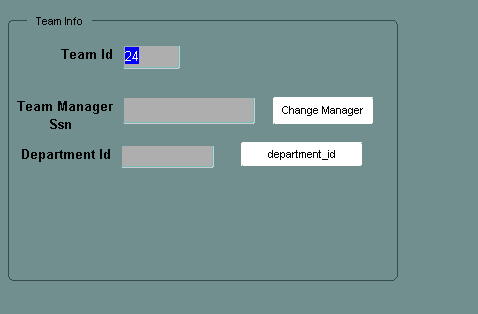 Team Info
Team Id 24
Team Manager Change Manager
Ssn
Department Id department_id